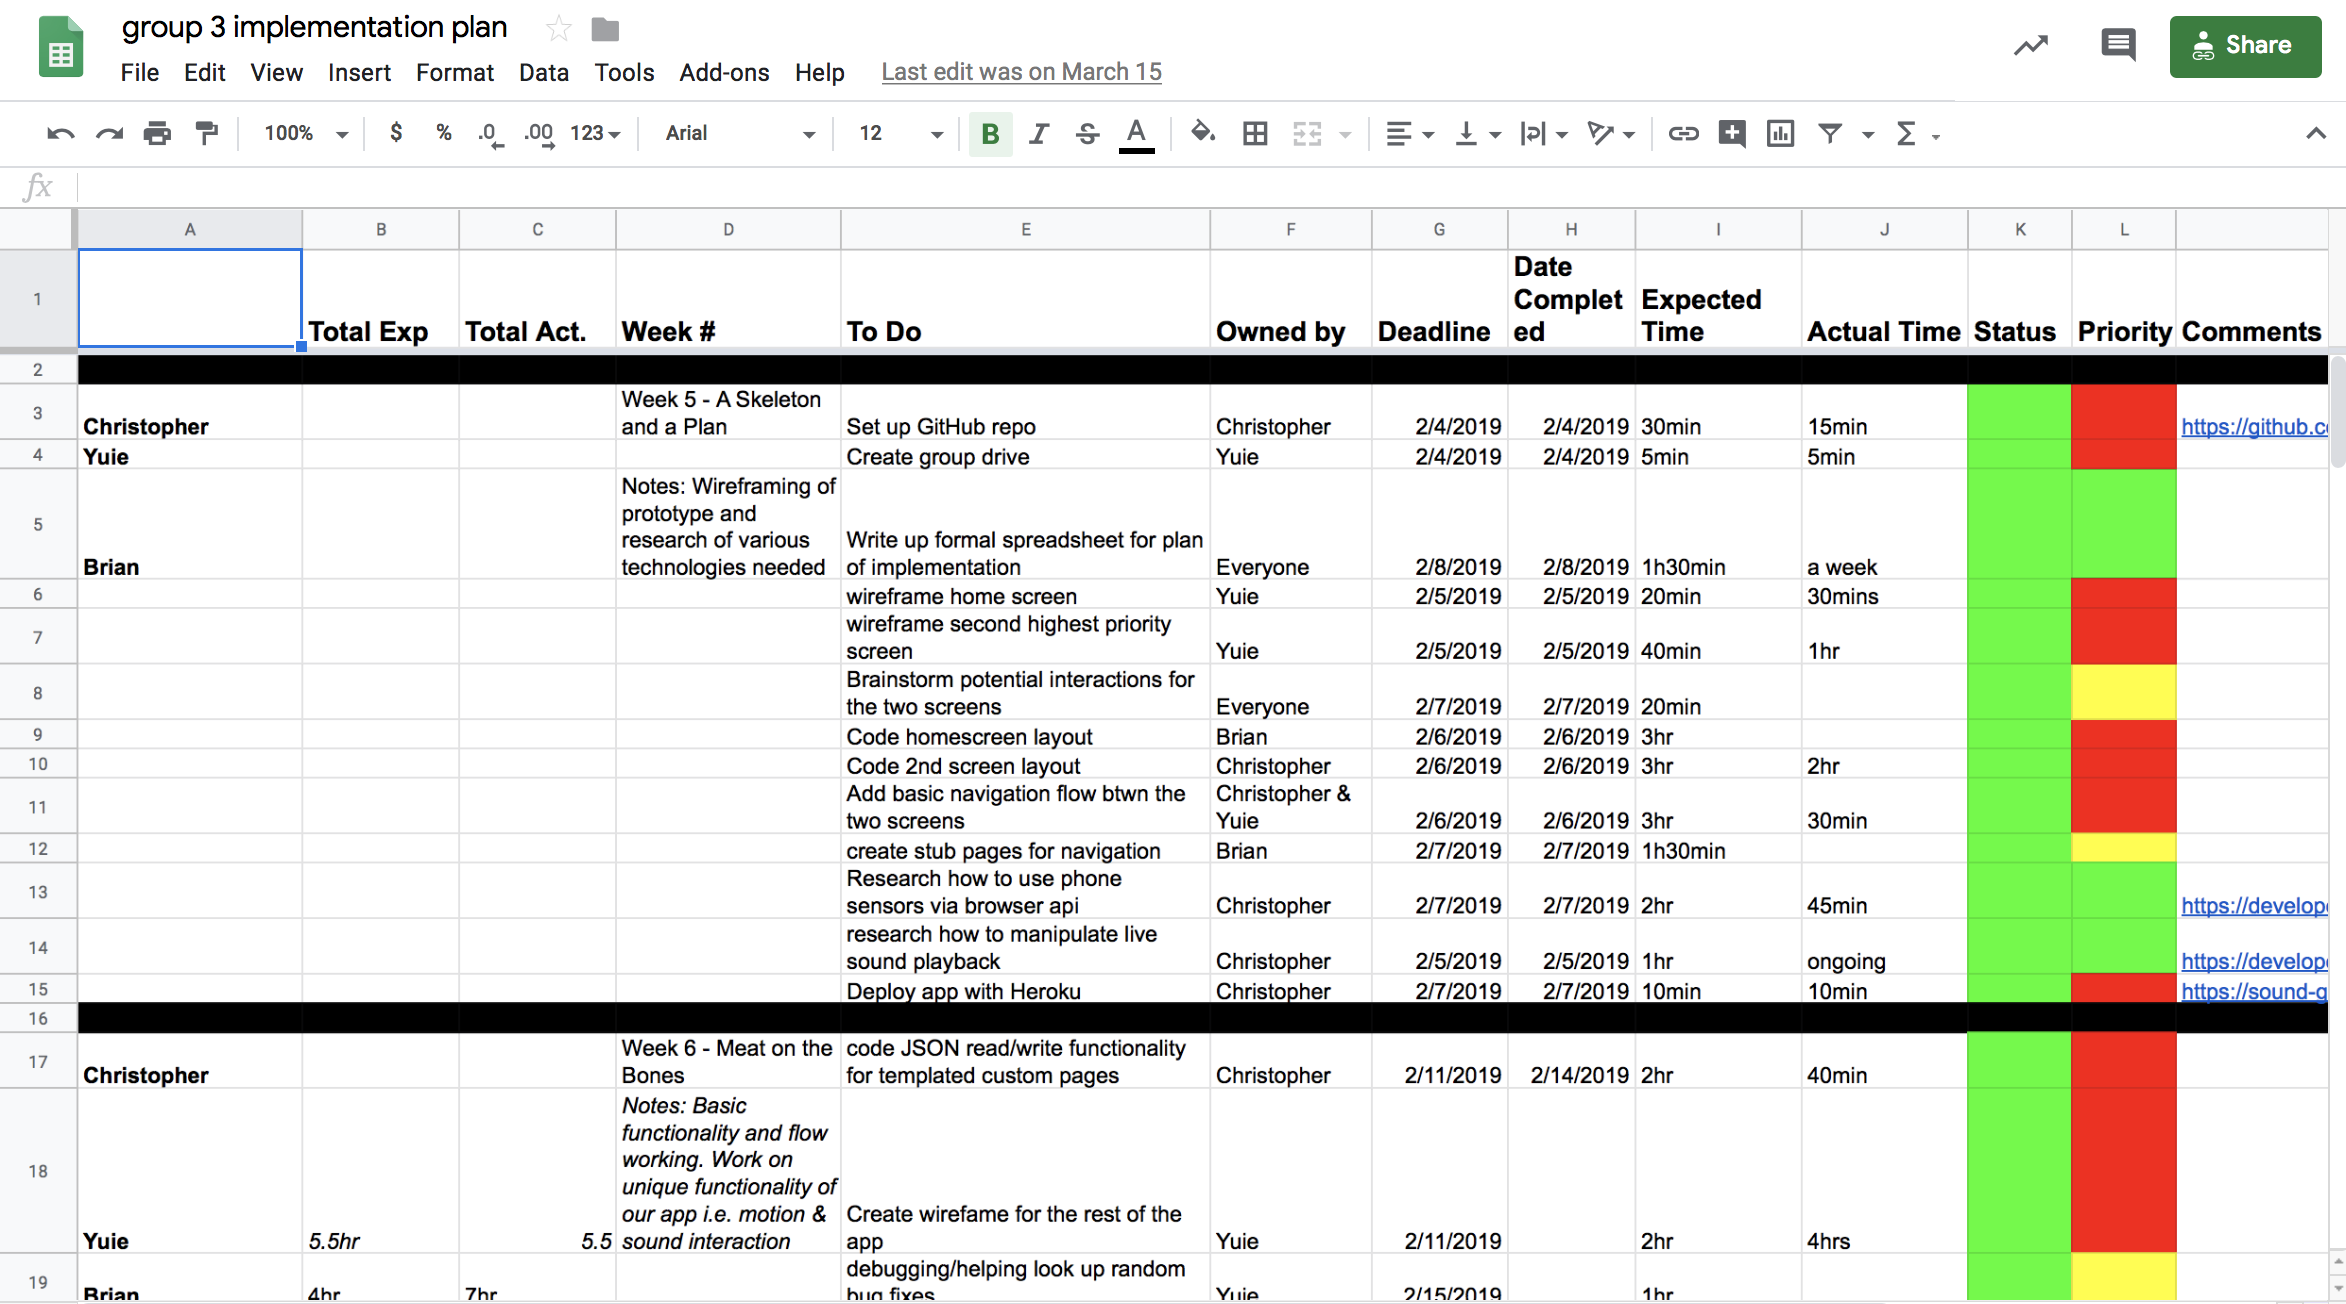 group 3 implementation plan
File Edit View Insert Format Data Tools Add-ons Help Last edit was on March 15
Share
100% $ % .0 .00 123 Arial 12 B I S A
fx
A B C D E F G H I J K L
1 Total Exp Total Act. Week # To Do Owned by Deadline Date Completed Expected Time Actual Time Status Priority Comments
2
3 Christopher Week 5 - A Skeleton and a Plan Set up GitHub repo Christopher 2/4/2019 2/4/2019 30min 15min https://github.c
4 Yuie Create group drive Yuie 2/4/2019 2/4/2019 5min 5min
5 Brian Notes: Wireframing of prototype and research of various technologies needed Write up formal spreadsheet for plan of implementation Everyone 2/8/2019 2/8/2019 1h30min a week
6 wireframe home screen Yuie 2/5/2019 2/5/2019 20min 30mins
7 wireframe second highest priority screen Yuie 2/5/2019 2/5/2019 40min 1hr
8 Brainstorm potential interactions for the two screens Everyone 2/7/2019 2/7/2019 20min
9 Code homescreen layout Brian 2/6/2019 2/6/2019 3hr
10 Code 2nd screen layout Christopher 2/6/2019 2/6/2019 3hr 2hr
11 Add basic navigation flow btwn the two screens Christopher & Yuie 2/6/2019 2/6/2019 3hr 30min
12 create stub pages for navigation Brian 2/7/2019 2/7/2019 1h30min
13 Research how to use phone sensors via browser api Christopher 2/7/2019 2/7/2019 2hr 45min https://develop
14 research how to manipulate live sound playback Christopher 2/5/2019 2/5/2019 1hr ongoing https://develop
15 Deploy app with Heroku Christopher 2/7/2019 2/7/2019 10min 10min https://sound-g
16
17 Christopher Week 6 - Meat on the Bones code JSON read/write functionality for templated custom pages Christopher 2/11/2019 2/14/2019 2hr 40min
18 Yuie 5.5hr 5.5 Notes: Basic functionality and flow working. Work on unique functionality of our app i.e. motion & sound interaction Create wirefame for the rest of the app Yuie 2/11/2019 2hr 4hrs
19 Brian 4hr 7hr debugging/helping look up random bug fixes Yuie 2/15/2019 1hr